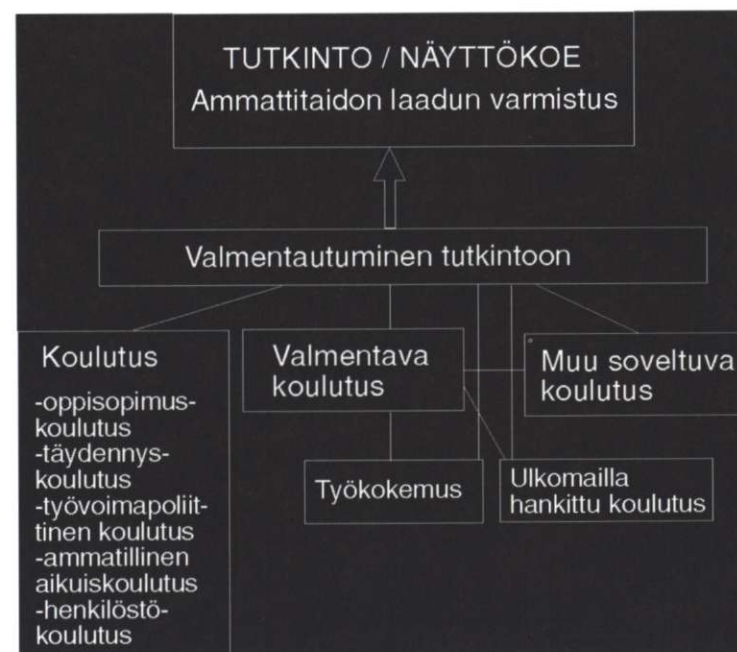 TUTKINTO / NÄYTTÖKOE
Ammattitaidon laadun varmistus
Valmentautuminen tutkintoon
Koulutus
-oppisopimus-
koulutus
-täydennys-
koulutus
-työvoimapoliit-
tinen koulutus
-ammatillinen
aikuiskoulutus
-henkilöstö-
koulutus
Valmentava
koulutus
Muu soveltuva
koulutus
Työkokemus
Ulkomailla
hankittu koulutus